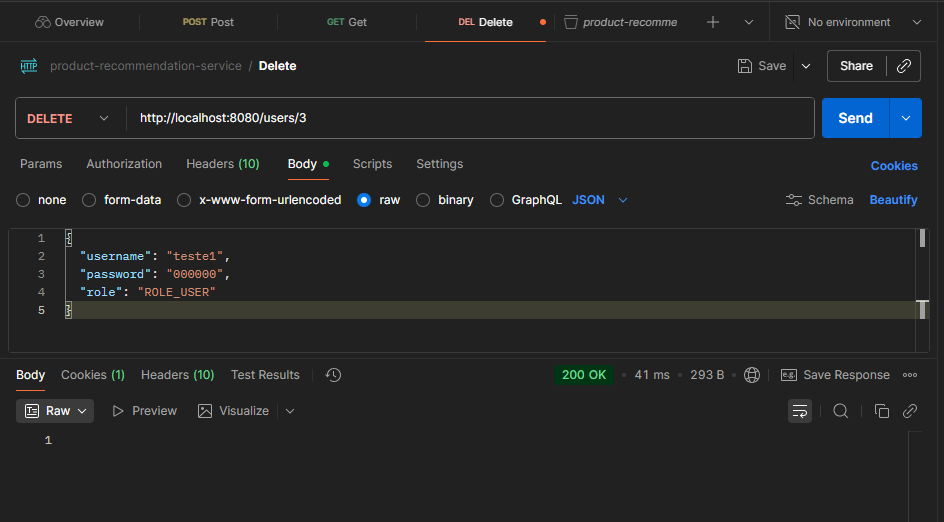 Overview POST Post GET Get DEL Delete product-recomme No environment
HTTP product-recommendation-service / Delete Save Share
DELETE http://localhost:8080/users/3 Send
Params Authorization Headers (10) Body Scripts Settings Cookies
none form-data x-www-form-urlencoded raw binary GraphQL JSON Schema Beautify
1 {
2 "username": "teste1",
3 "password": "000000",
4 "role": "ROLE_USER"
5 }
Body Cookies (1) Headers (10) Test Results 200 OK • 41 ms • 293 B • e.g. Save Response
Raw Preview Visualize
1